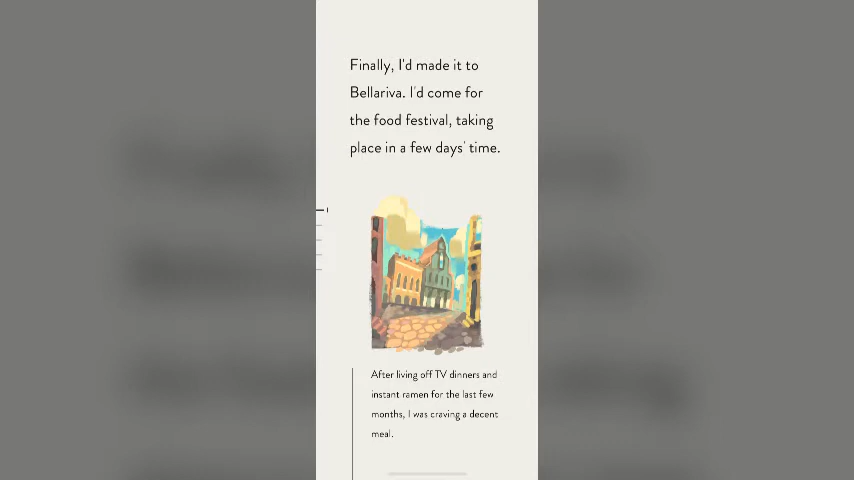 Finally, I'd made it to
Bellariva. I'd come for
the food festival, taking
place in a few days' time.
After living off TV dinners and
instant ramen for the last few
months, I was craving a decent
meal.